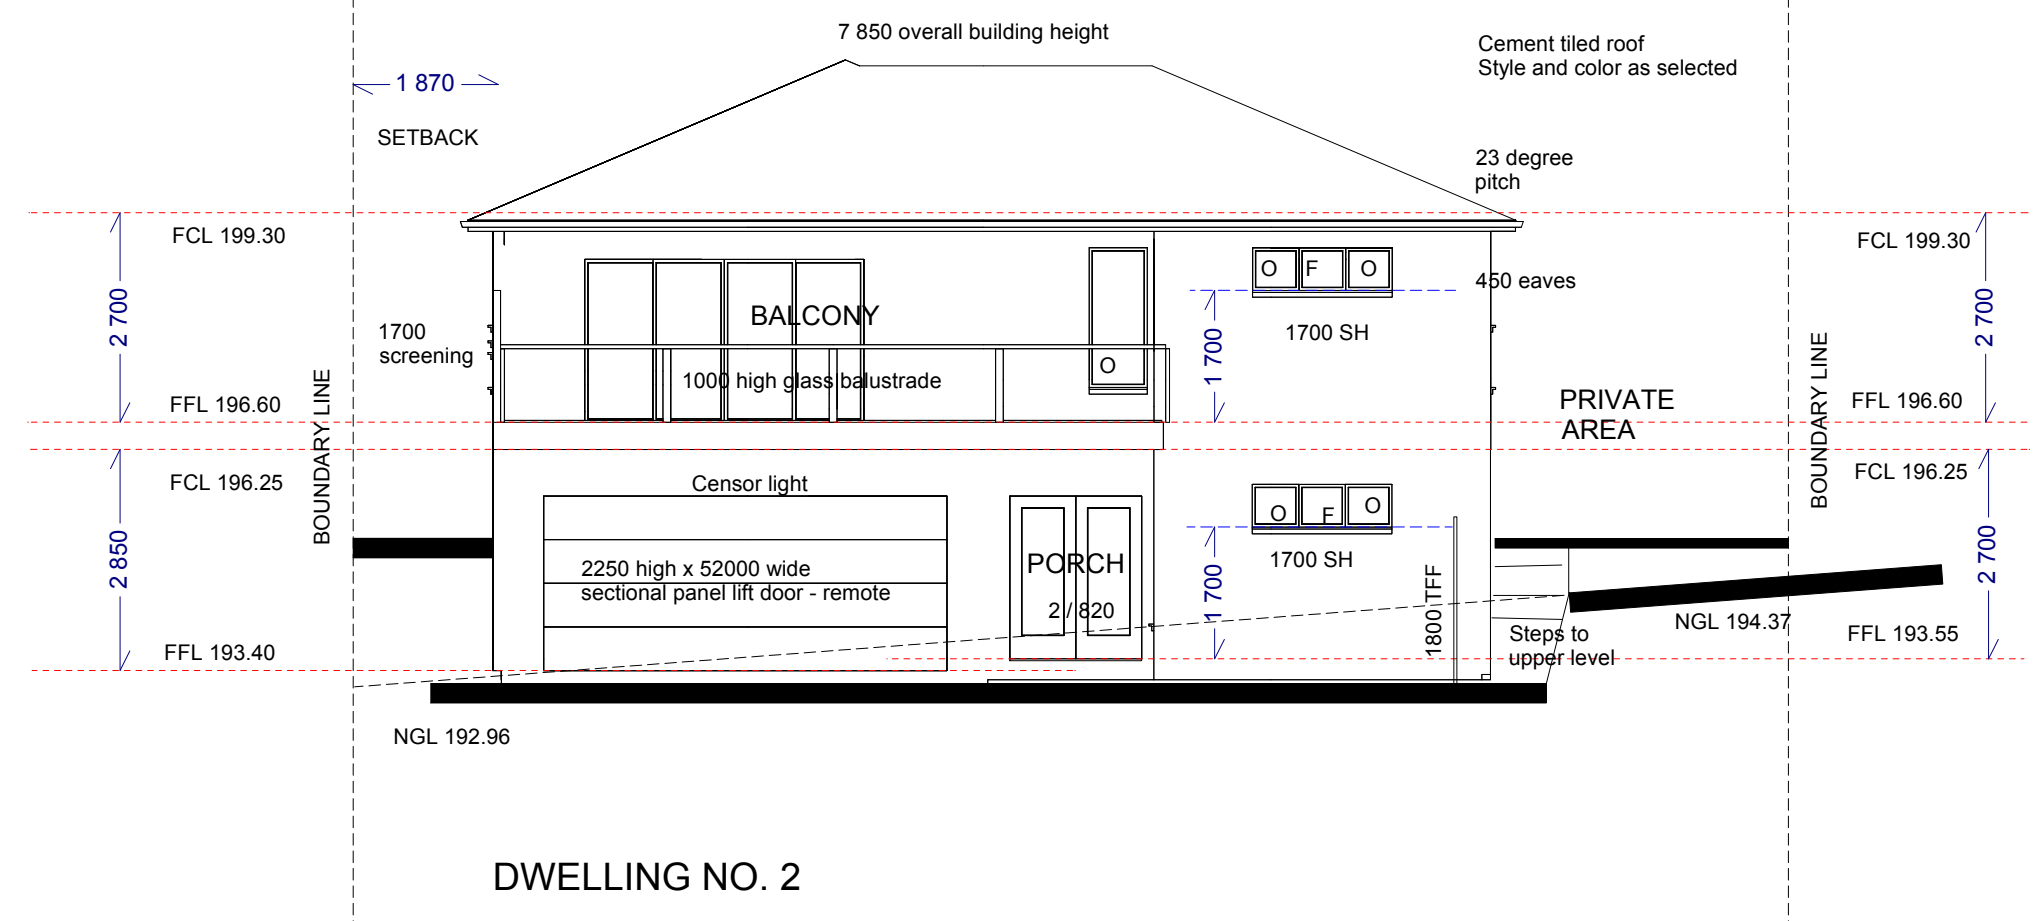 7 850 overall building height
Cement tiled roof
Style and color as selected
1 870
SETBACK
23 degree
pitch
FCL 199.30
FCL 199.30
O F O
450 eaves
2 700
BALCONY
1700 SH
2 700
1700
screening
1 700
O
1000 high glass balustrade
BOUNDARY LINE
FFL 196.60
PRIVATE
AREA
FFL 196.60
BOUNDARY LINE
FCL 196.25
Censor light
FCL 196.25
O F O
2 850
2250 high x 52000 wide
sectional panel lift door - remote
PORCH
2 / 820
1700 SH
1 700
1800 TFF
2 700
NGL 194.37
Steps to
upper level
FFL 193.55
FFL 193.40
NGL 192.96
DWELLING NO. 2